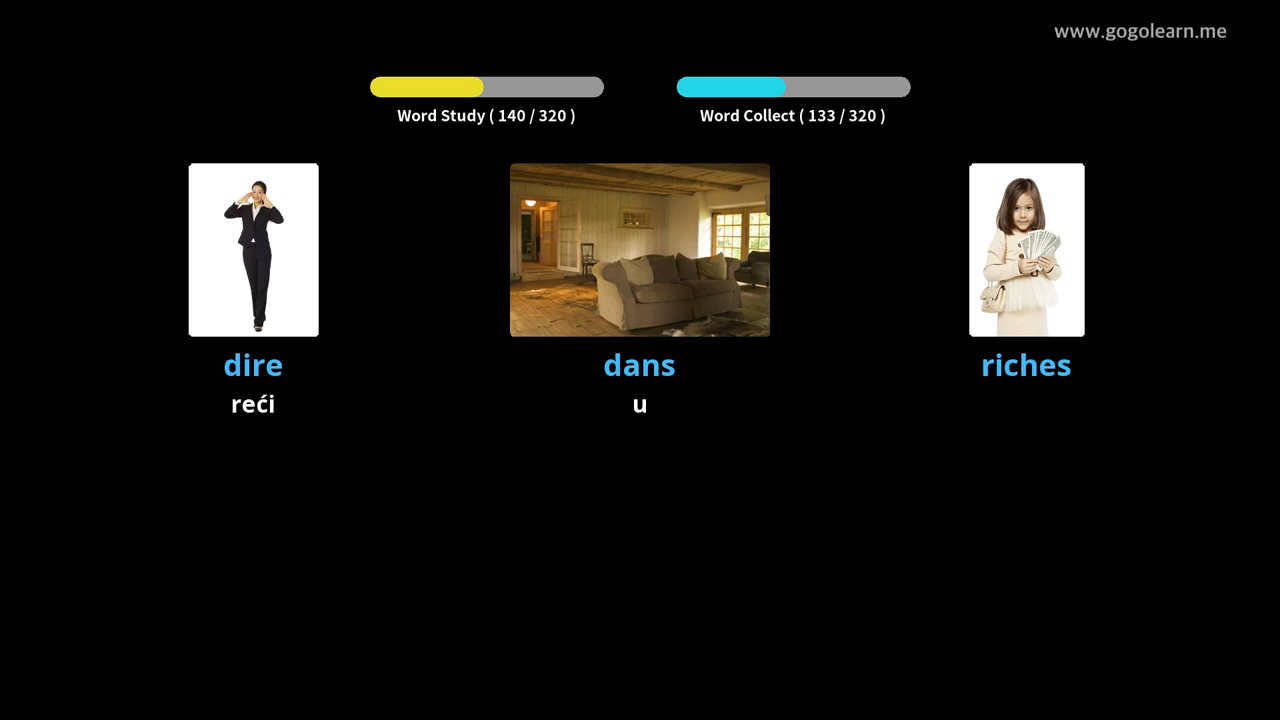 www.gogolearn.me
Word Study ( 140 / 320 )
Word Collect ( 133 / 320 )
dire
dans
riches
reći
u